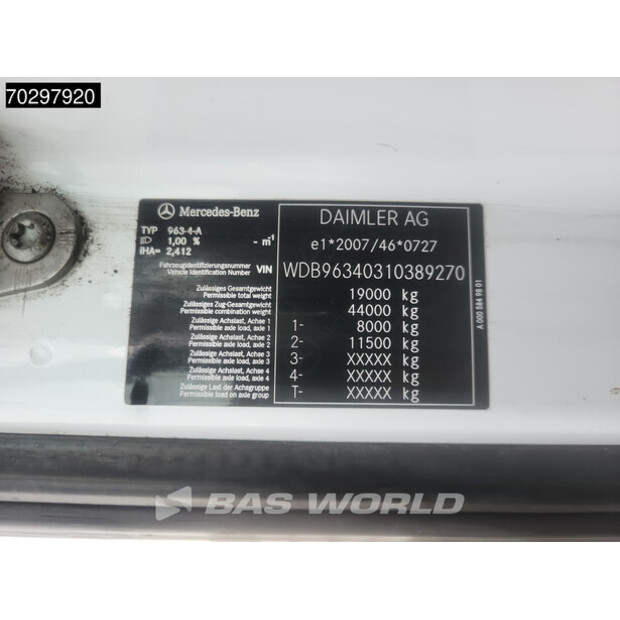 70297920
Mercedes-Benz
DAIMLER AG
TYP 963-4-A
1,00 % - m⁻¹
iHA= 2,412
e1*2007/46*0727
Fahrzeugidentifizierungsnummer
Vehicle Identification Number VIN
WDB96340310389270
Zulässiges Gesamtgewicht
Permissible total weight 19000 kg
Zulässiges Zug-Gesamtgewicht
Permissible combination weight 44000 kg
Zulässige Achslast, Achse 1
Permissible axle load, axle 1 1- 8000 kg
Zulässige Achslast, Achse 2
Permissible axle load, axle 2 2- 11500 kg
Zulässige Achslast, Achse 3
Permissible axle load, axle 3 3- XXXXX kg
Zulässige Achslast, Achse 4
Permissible axle load, axle 4 4- XXXXX kg
Zulässige Last der Achsgruppe
Permissible load on axle group T- XXXXX kg
A 000 584 98 01
BAS WORLD